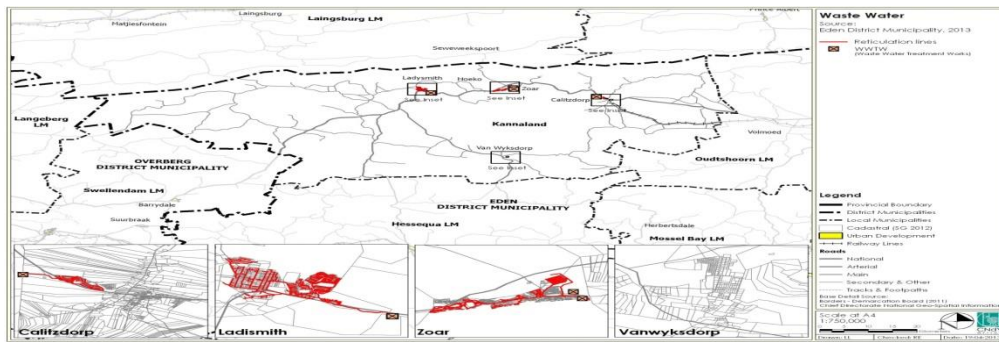 Laingsburg
Matjiesfontein
Laingsburg LM
Seweweekspoort
Ladysmith
Hoeko
Zoar
See Inset
See Inset
Calitzdorp
See Inset
Langeberg
LM
Kannaland
Volmoed
Van Wyksdorp
See Inset
OVERBERG
DISTRICT MUNICIPALITY
Oudtshoorn LM
Swellendam LM
Barrydale
Suurbraak
EDEN
DISTRICT MUNICIPALITY
Hessequa LM
Herbertsdale
Mossel Bay LM
Calitzdorp
Ladismith
Zoar
Vanwyksdorp
Waste Water
Source:
Eden District Municipality, 2013
Reticulation lines
WWTW
(Waste Water Treatment Works)
Legend
Provincial Boundary
District Municipalities
Local Municipalities
Cadastral (SG 2012)
Urban Development
Railway Lines
Roads
National
Arterial
Main
Secondary & Other
Tracks & Footpaths
Base Detail Source:
Borders - Demarcation Board (2011)
Chief Directorate National Geo-Spatial Information
Scale at A4
1:750,000
Drawn: LL
Checked: RE